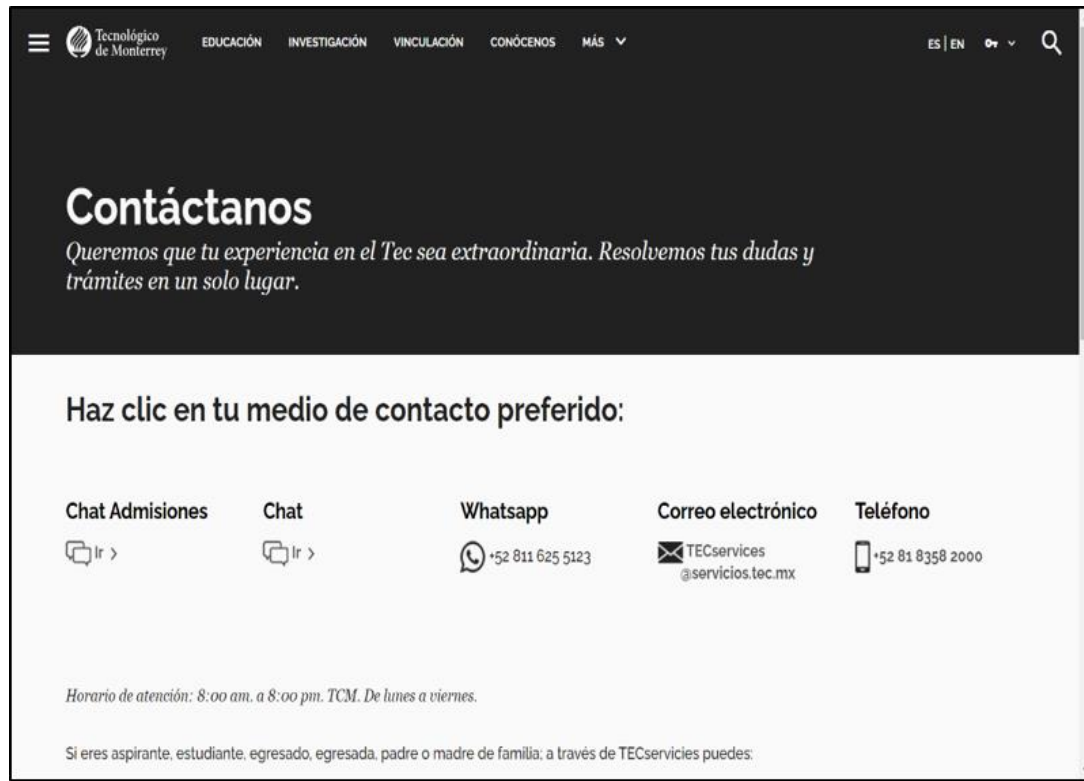 Tecnológico
de Monterrey
EDUCACIÓN INVESTIGACIÓN VINCULACIÓN CONÓCENOS MÁS
ES | EN
Contáctanos
Queremos que tu experiencia en el Tec sea extraordinaria. Resolvemos tus dudas y
trámites en un solo lugar.
Haz clic en tu medio de contacto preferido:
Chat Admisiones
Ir >
Chat
Ir >
Whatsapp
+52 811 625 5123
Correo electrónico
TECservices
@servicios.tec.mx
Teléfono
+52 81 8358 2000
Horario de atención: 8:00 am. a 8:00 pm. TCM. De lunes a viernes.
Si eres aspirante, estudiante, egresado, egresada, padre o madre de familia; a través de TECservicies puedes: